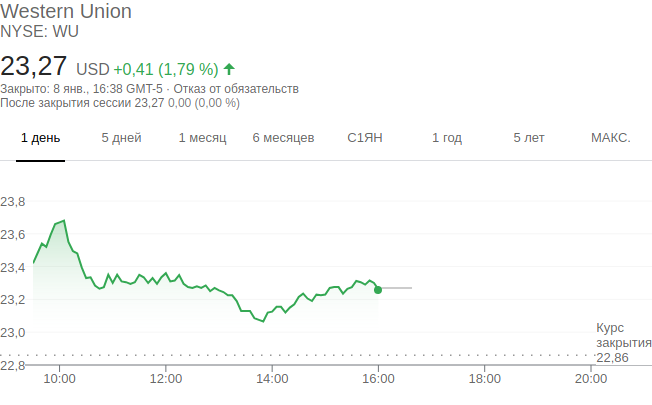 Western Union
NYSE: WU
23,27 USD +0,41 (1,79 %)
Закрыто: 8 янв., 16:38 GMT-5 · Отказ от обязательств
После закрытия сессии 23,27 0,00 (0,00 %)
1 день 5 дней 1 месяц 6 месяцев С1ЯН 1 год 5 лет МАКС.
23,8
23,6
23,4
23,2
23,0
Курс
закрытия
22,86
22,8
10:00 12:00 14:00 16:00 18:00 20:00